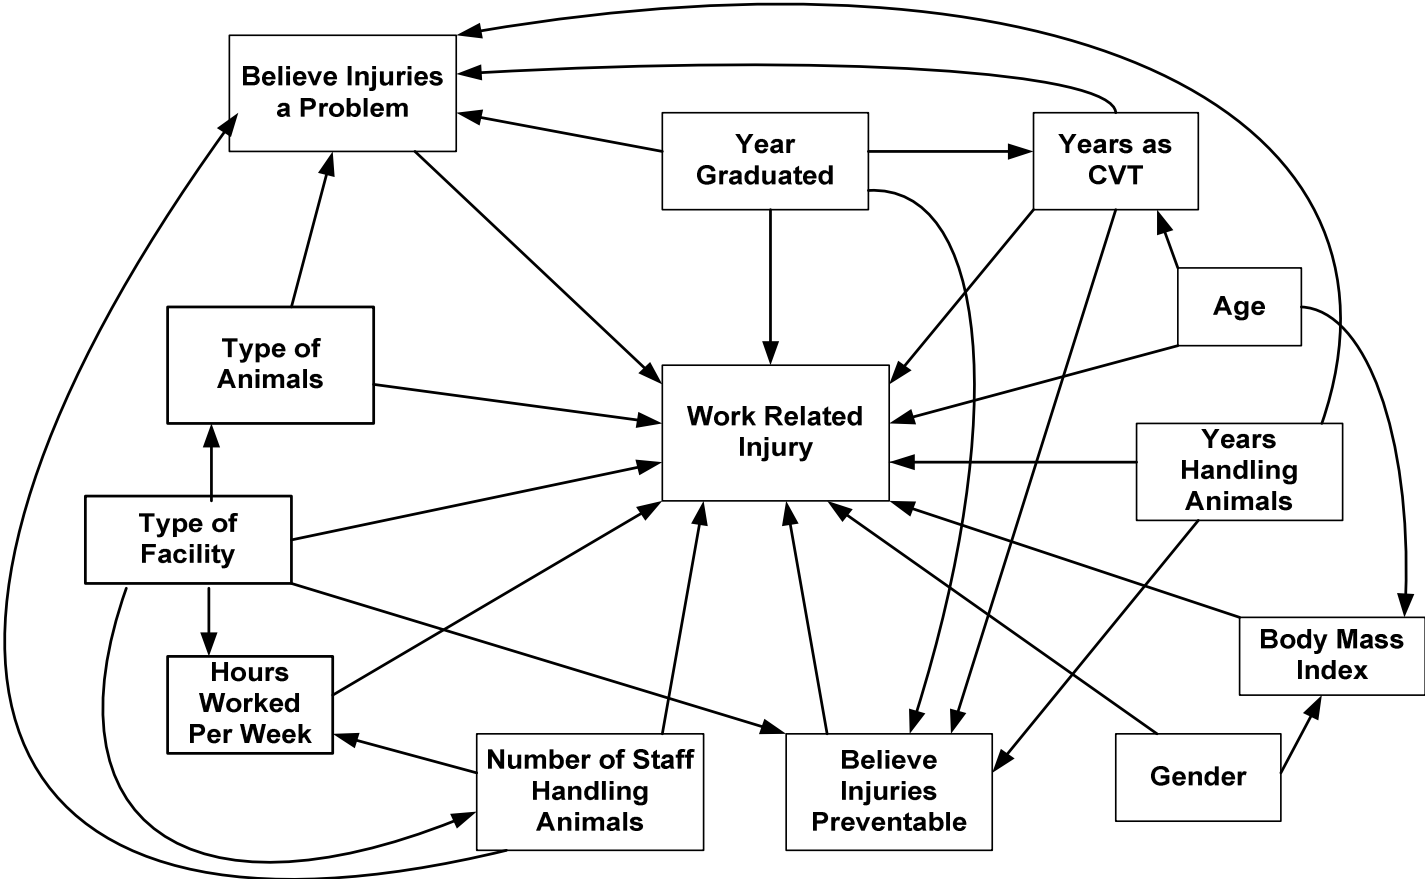 Believe Injuries
a Problem
Year
Graduated
Years as
CVT
Age
Type of
Animals
Work Related
Injury
Years
Handling
Animals
Type of
Facility
Body Mass
Index
Hours
Worked
Per Week
Number of Staff
Handling
Animals
Believe
Injuries
Preventable
Gender